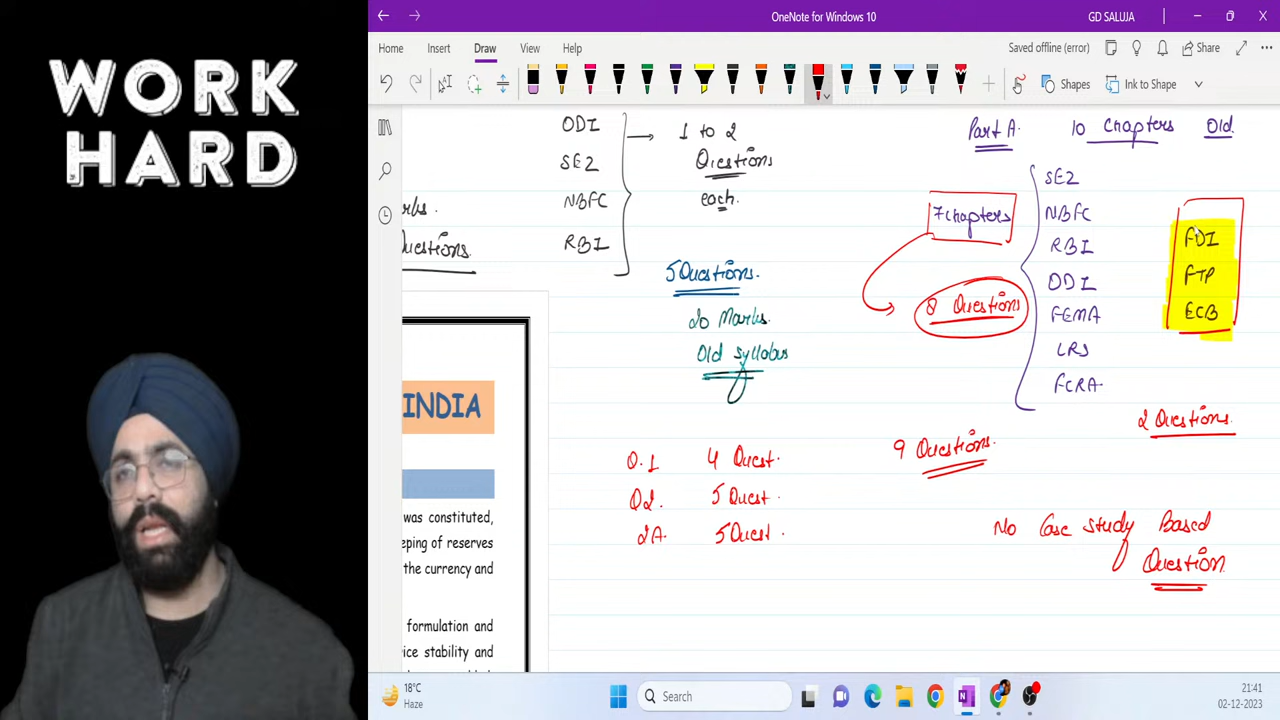 WORK
HARD
OneNote for Windows 10
GD SALUJA
Home Insert Draw View Help
Saved offline (error)
Share
Shapes
Ink to Shape
ODI
SEZ
NBFC
RBI
1 to 2
Questions
each.
Questions.
5 Questions.
20 Marks.
Old syllabus
Part A. 10 Chapters Old.
7 chapters
8 Questions
SEZ
NBFC
RBI
ODI
FEMA
LRS
FCRA
FDI
FTP
ECB
2 Questions.
9 Questions.
Q.1 4 Quest.
Q2. 5 Quest.
2A. 5 Quest.
No Case study Based
Question
INDIA
was constituted,
eping of reserves
the currency and
formulation and
ice stability and
18°C
Haze
Search
21:41
02-12-2023